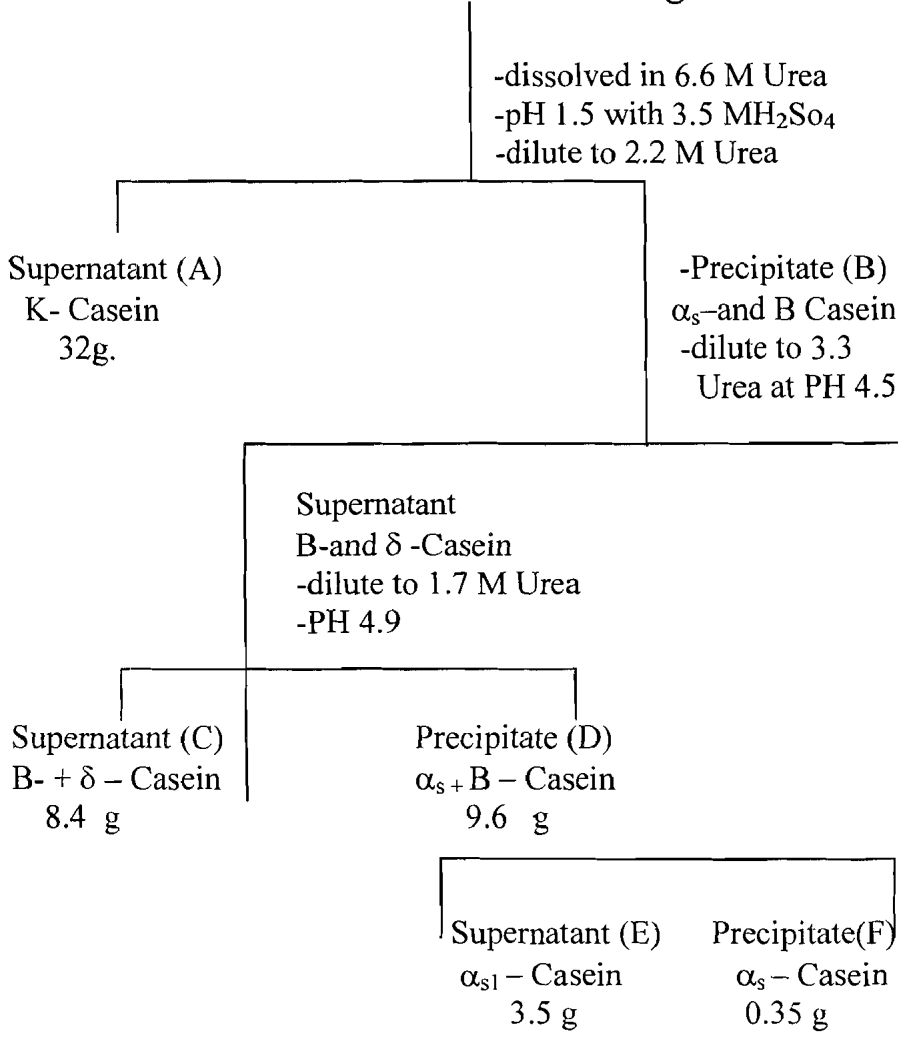 -dissolved in 6.6 M Urea
-pH 1.5 with 3.5 MH₂So₄
-dilute to 2.2 M Urea
Supernatant (A)
K- Casein
32g.
-Precipitate (B)
αₛ–and B Casein
-dilute to 3.3
Urea at PH 4.5
Supernatant
B-and δ -Casein
-dilute to 1.7 M Urea
-PH 4.9
Supernatant (C)
B- + δ – Casein
8.4 g
Precipitate (D)
αₛ + B – Casein
9.6 g
Supernatant (E)
αₛ₁ – Casein
3.5 g
Precipitate(F)
αₛ – Casein
0.35 g